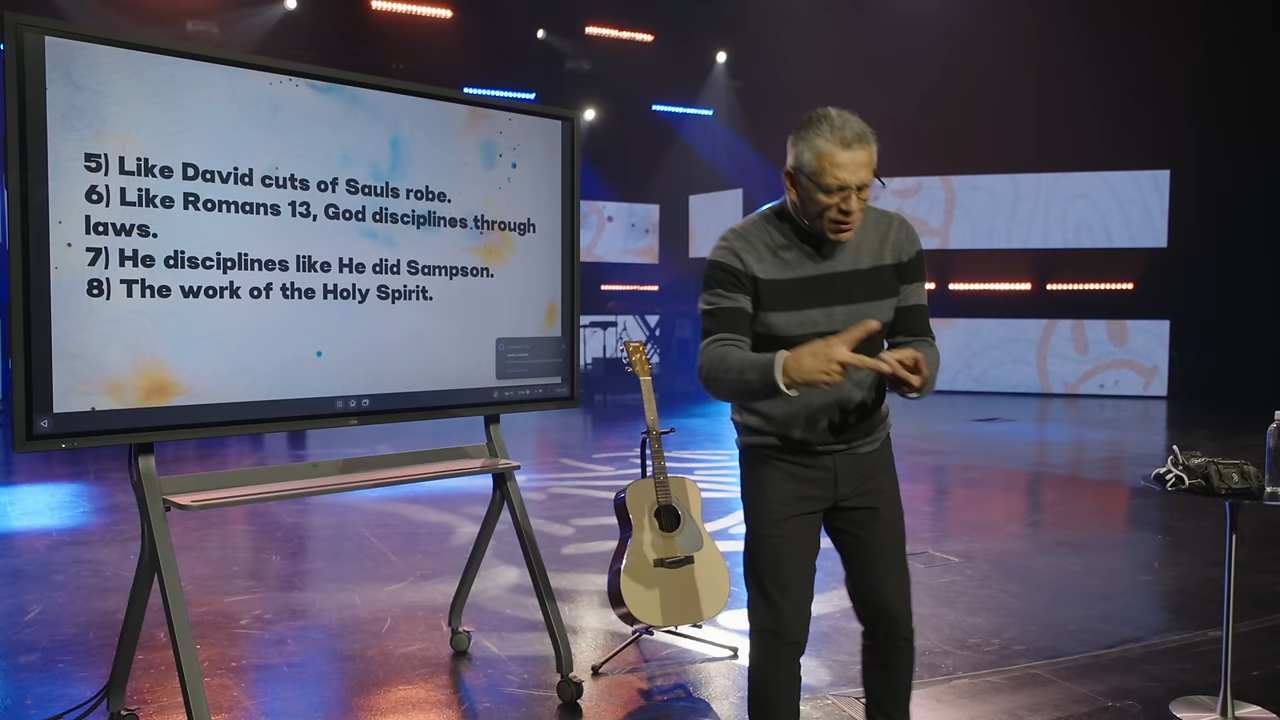 5) Like David cuts of Sauls robe.
6) Like Romans 13, God disciplines through
laws.
7) He disciplines like He did Sampson.
8) The work of the Holy Spirit.